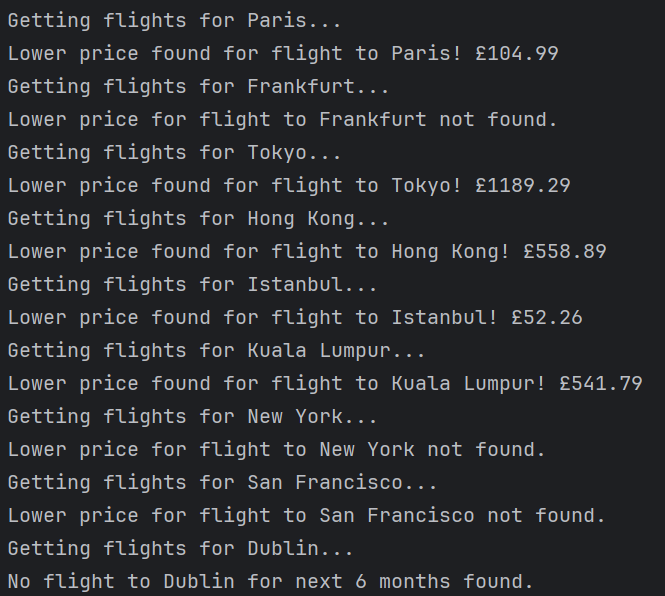 Getting flights for Paris...
Lower price found for flight to Paris! £104.99
Getting flights for Frankfurt...
Lower price for flight to Frankfurt not found.
Getting flights for Tokyo...
Lower price found for flight to Tokyo! £1189.29
Getting flights for Hong Kong...
Lower price found for flight to Hong Kong! £558.89
Getting flights for Istanbul...
Lower price found for flight to Istanbul! £52.26
Getting flights for Kuala Lumpur...
Lower price found for flight to Kuala Lumpur! £541.79
Getting flights for New York...
Lower price for flight to New York not found.
Getting flights for San Francisco...
Lower price for flight to San Francisco not found.
Getting flights for Dublin...
No flight to Dublin for next 6 months found.